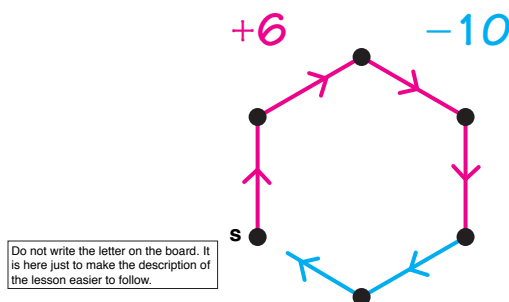 +6 −10
s
Do not write the letter on the board. It
is here just to make the description of
the lesson easier to follow.